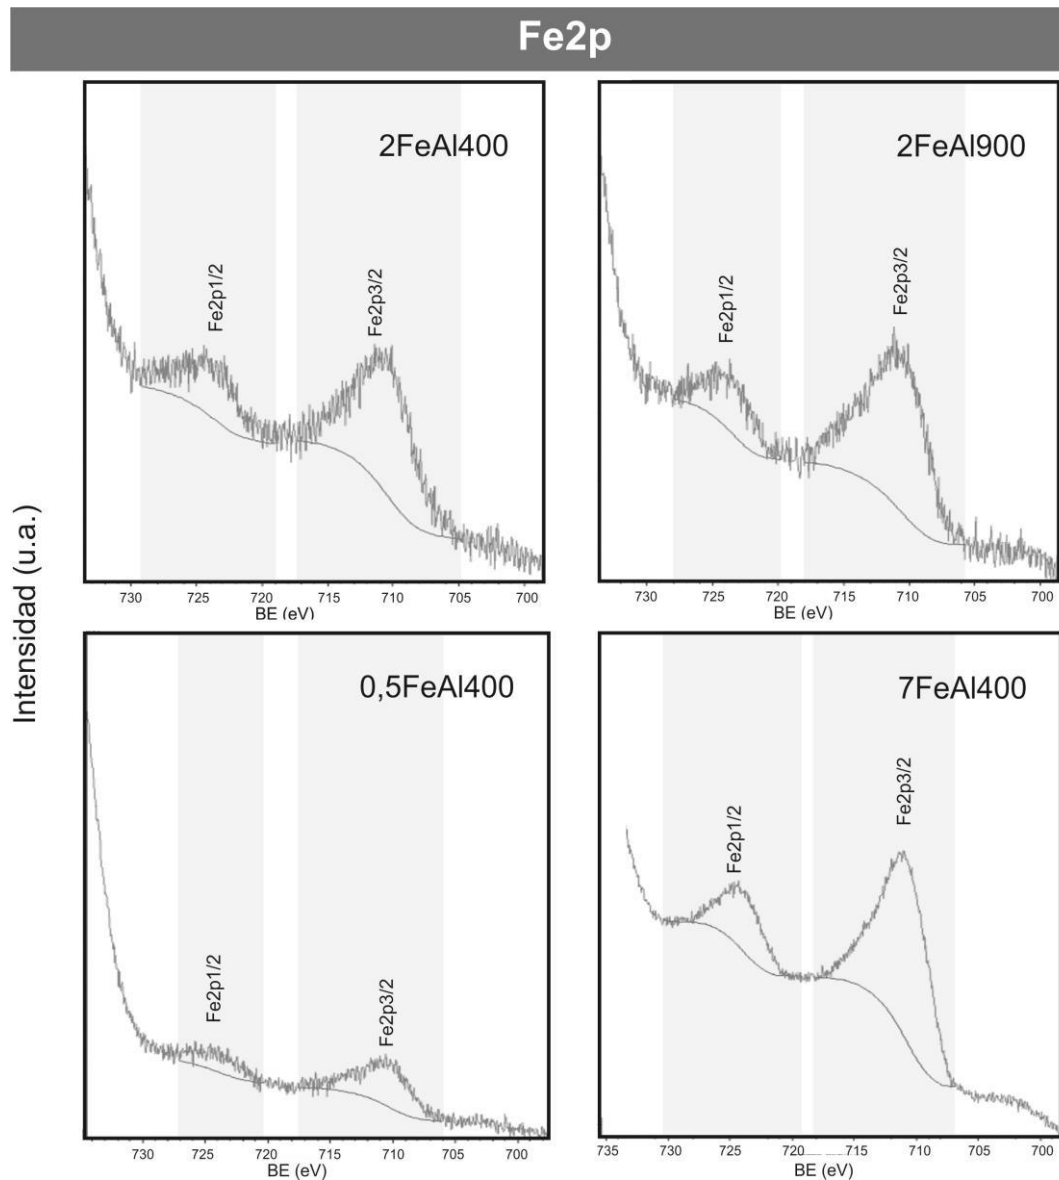 Fe2p
Intensidad (u.a.)
2FeAl400
Fe2p1/2
Fe2p3/2
730 725 720 715 710 705 700
BE (eV)
2FeAl900
Fe2p1/2
Fe2p3/2
730 725 720 715 710 705 700
BE (eV)
0,5FeAl400
Fe2p1/2
Fe2p3/2
730 725 720 715 710 705 700
BE (eV)
7FeAl400
Fe2p1/2
Fe2p3/2
735 730 725 720 715 710 705 700
BE (eV)